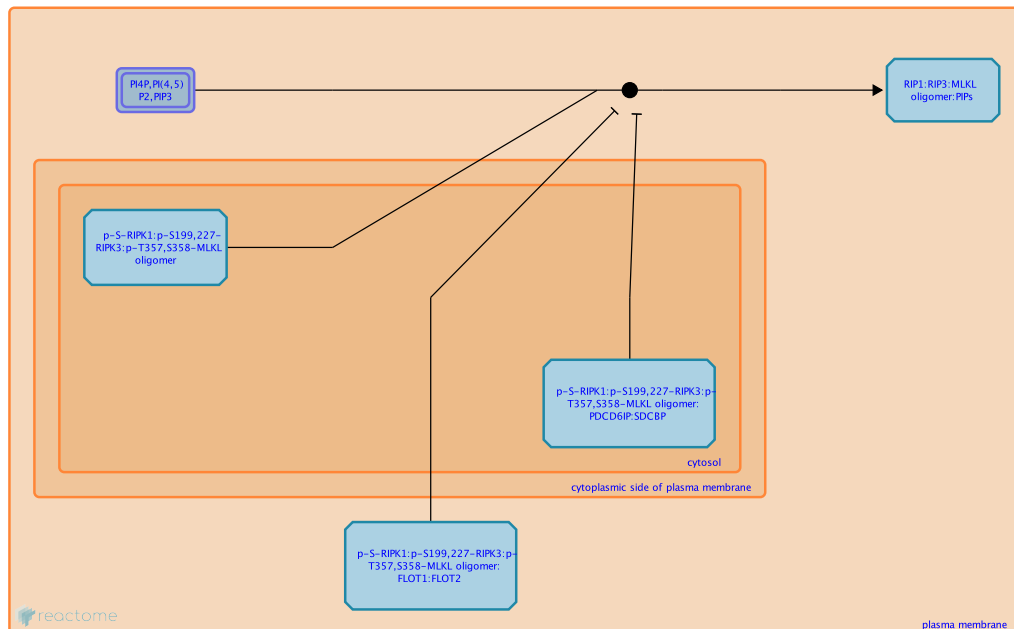 PI4P,PI(4,5)
P2,PIP3
RIP1:RIP3:MLKL
oligomer:PIPs
p-S-RIPK1:p-S199,227-
RIPK3:p-T357,S358-MLKL
oligomer
p-S-RIPK1:p-S199,227-RIPK3:p-
T357,S358-MLKL oligomer:
PDCD6IP:SDCBP
cytosol
cytoplasmic side of plasma membrane
p-S-RIPK1:p-S199,227-RIPK3:p-
T357,S358-MLKL oligomer:
FLOT1:FLOT2
reactome
plasma membrane